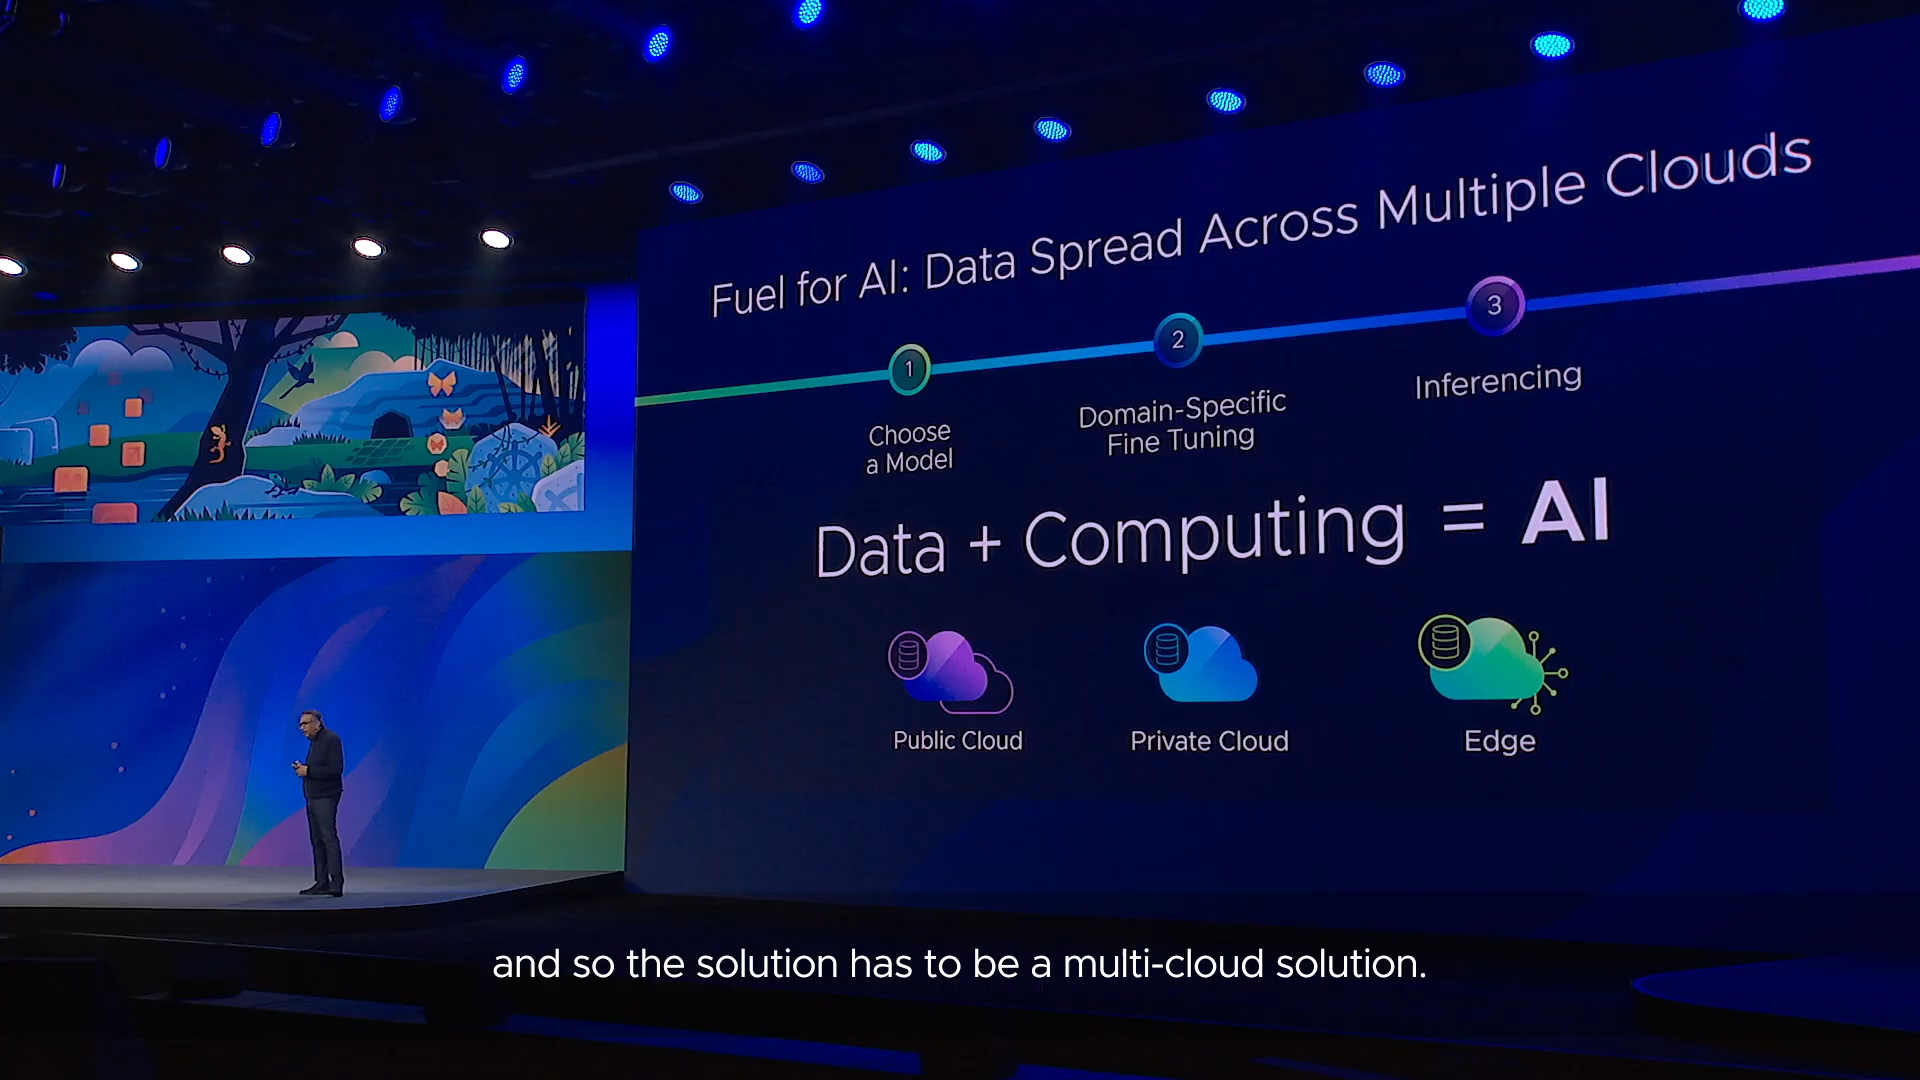 Fuel for AI: Data Spread Across Multiple Clouds
1
2
3
Choose
a Model
Domain-Specific
Fine Tuning
Inferencing
Data + Computing = AI
Public Cloud
Private Cloud
Edge
and so the solution has to be a multi-cloud solution.